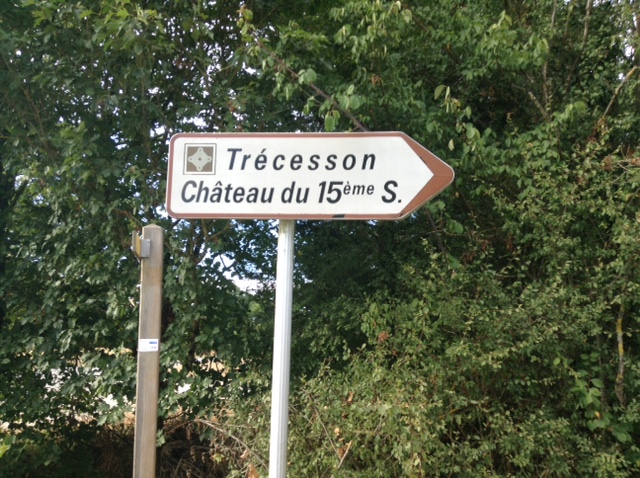 Trécesson
Château du 15ème S.